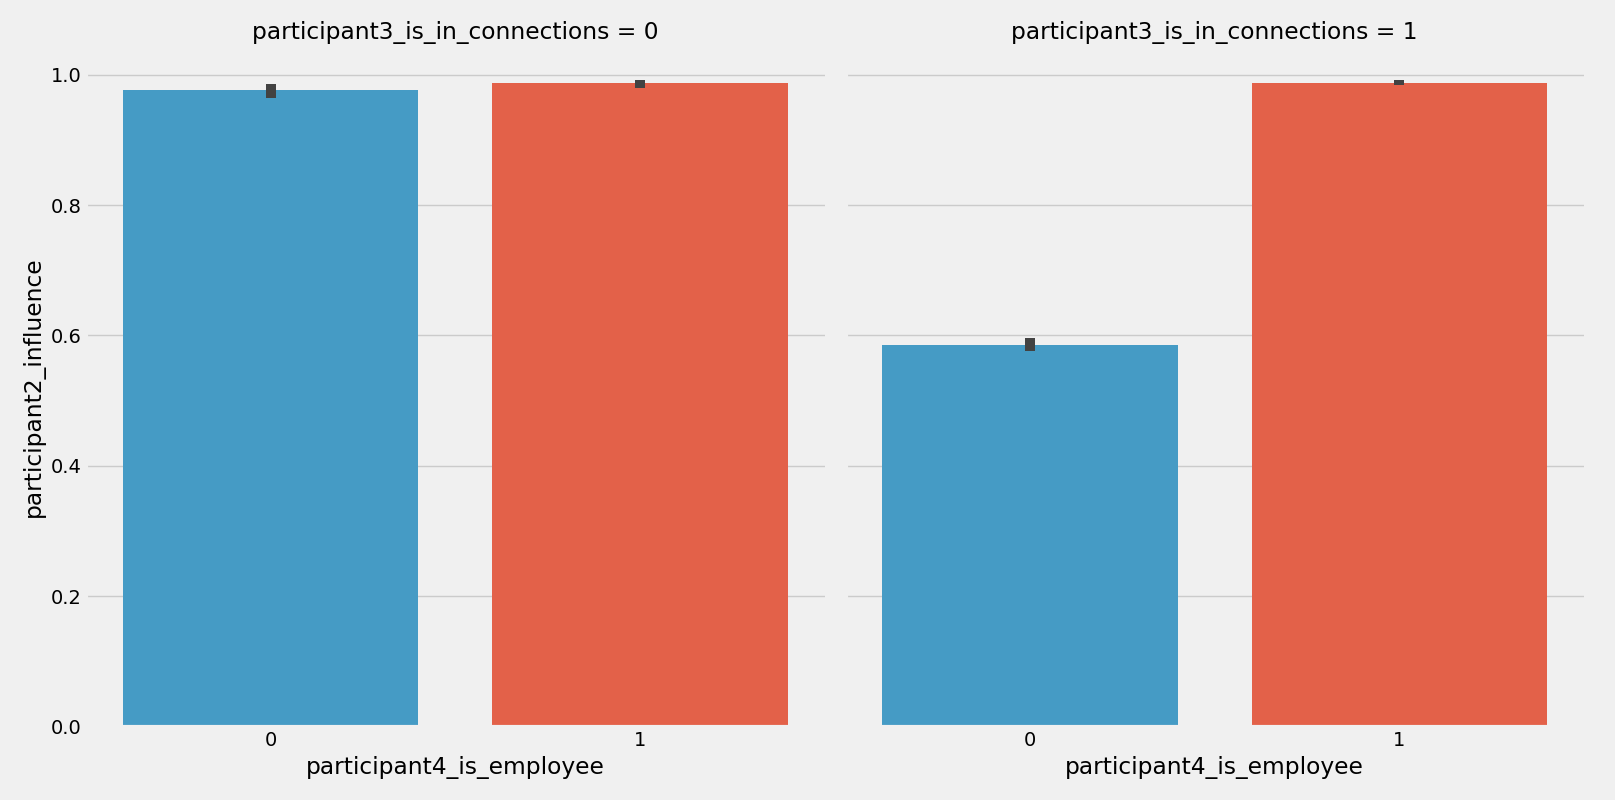 participant3_is_in_connections = 0
participant3_is_in_connections = 1
participant2_influence
1.0
0.8
0.6
0.4
0.2
0.0
0 1
0 1
participant4_is_employee
participant4_is_employee